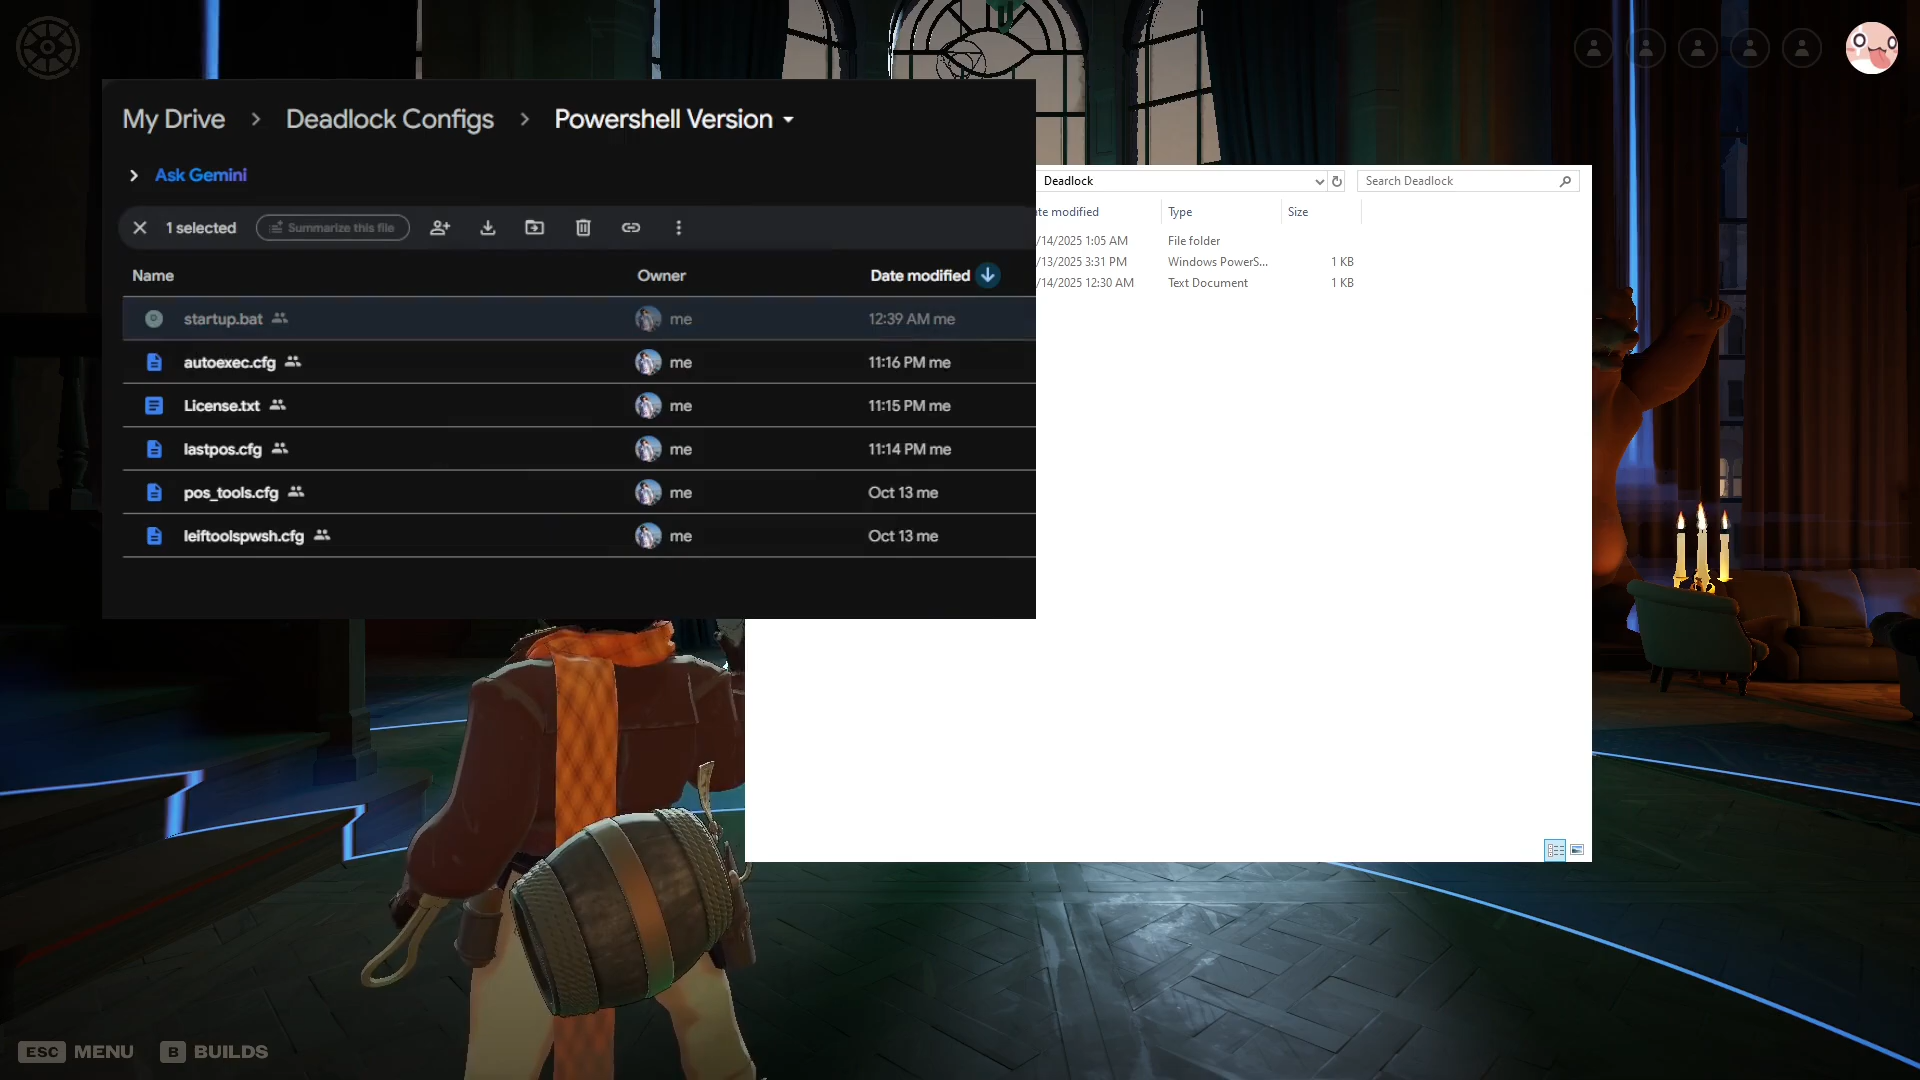 My Drive > Deadlock Configs > Powershell Version
Ask Gemini
1 selected Summarize this file
Name Owner Date modified
startup.bat me 12:39 AM me
autoexec.cfg me 11:16 PM me
License.txt me 11:15 PM me
lastpos.cfg me 11:14 PM me
pos_tools.cfg me Oct 13 me
leiftoolspwsh.cfg me Oct 13 me
Deadlock Search Deadlock
modified Type Size
/14/2025 1:05 AM File folder
/13/2025 3:31 PM Windows PowerS... 1 KB
/14/2025 12:30 AM Text Document 1 KB
ESC MENU B BUILDS